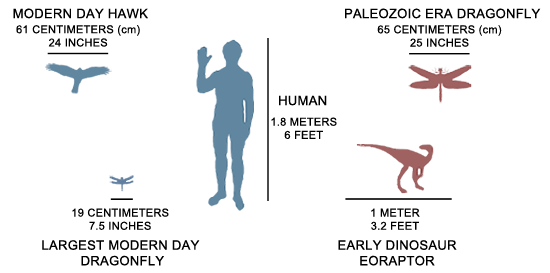 MODERN DAY HAWK
61 CENTIMETERS (cm)
24 INCHES
PALEOZOIC ERA DRAGONFLY
65 CENTIMETERS (cm)
25 INCHES
HUMAN
1.8 METERS
6 FEET
19 CENTIMETERS
7.5 INCHES
LARGEST MODERN DAY
DRAGONFLY
1 METER
3.2 FEET
EARLY DINOSAUR
EORAPTOR